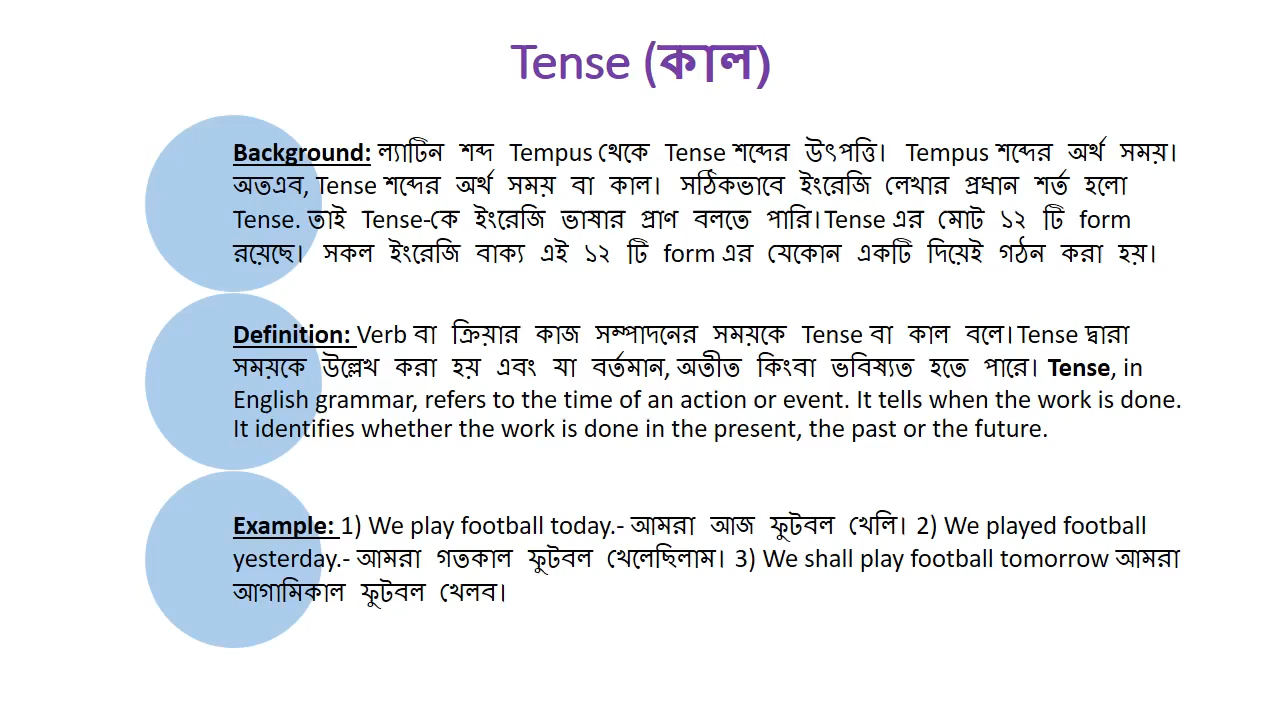 Tense (কাল)
Background: ল্যাটিন শব্দ Tempus থেকে Tense শব্দের উৎপত্তি। Tempus শব্দের অর্থ সময়।
অতএব, Tense শব্দের অর্থ সময় বা কাল। সঠিকভাবে ইংরেজি লেখার প্রধান শর্ত হলো
Tense. তাই Tense-কে ইংরেজি ভাষার প্রাণ বলতে পারি। Tense এর মোট ১২ টি form
রয়েছে। সকল ইংরেজি বাক্য এই ১২ টি form এর যেকোন একটি দিয়েই গঠন করা হয়।
Definition: Verb বা ক্রিয়ার কাজ সম্পাদনের সময়কে Tense বা কাল বলে। Tense দ্বারা
সময়কে উল্লেখ করা হয় এবং যা বর্তমান, অতীত কিংবা ভবিষ্যত হতে পারে। Tense, in
English grammar, refers to the time of an action or event. It tells when the work is done.
It identifies whether the work is done in the present, the past or the future.
Example: 1) We play football today.- আমরা আজ ফুটবল খেলি। 2) We played football
yesterday.- আমরা গতকাল ফুটবল খেলেছিলাম। 3) We shall play football tomorrow আমরা
আগামিকাল ফুটবল খেলব।